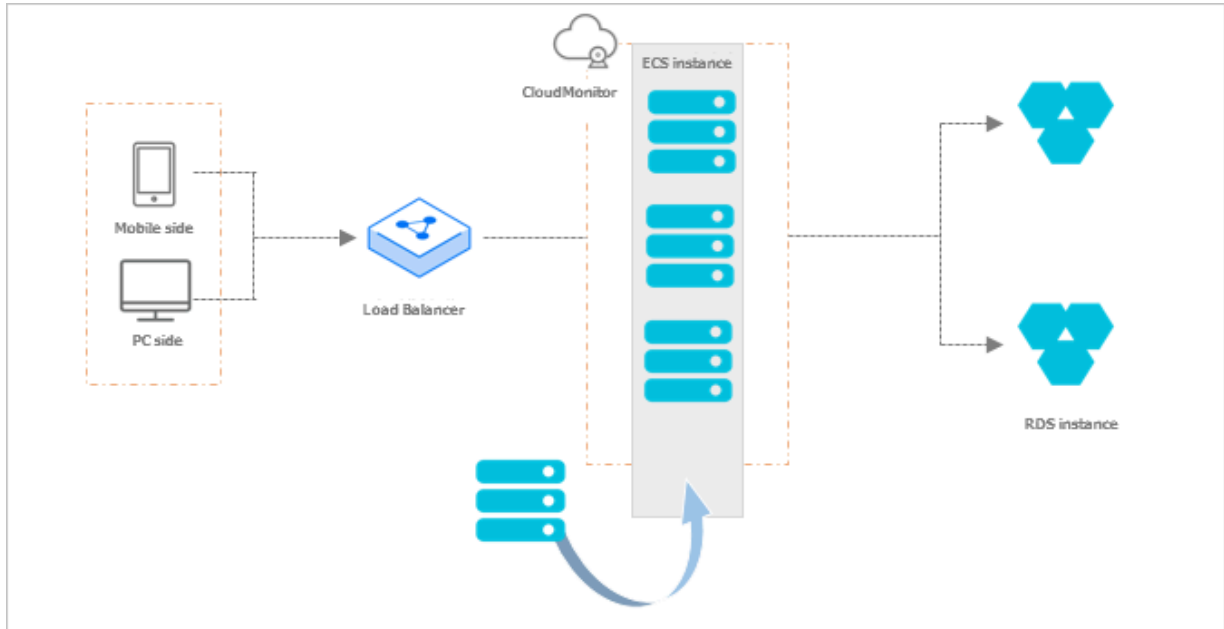 CloudMonitor
ECS instance
Mobile side
PC side
Load Balancer
RDS instance